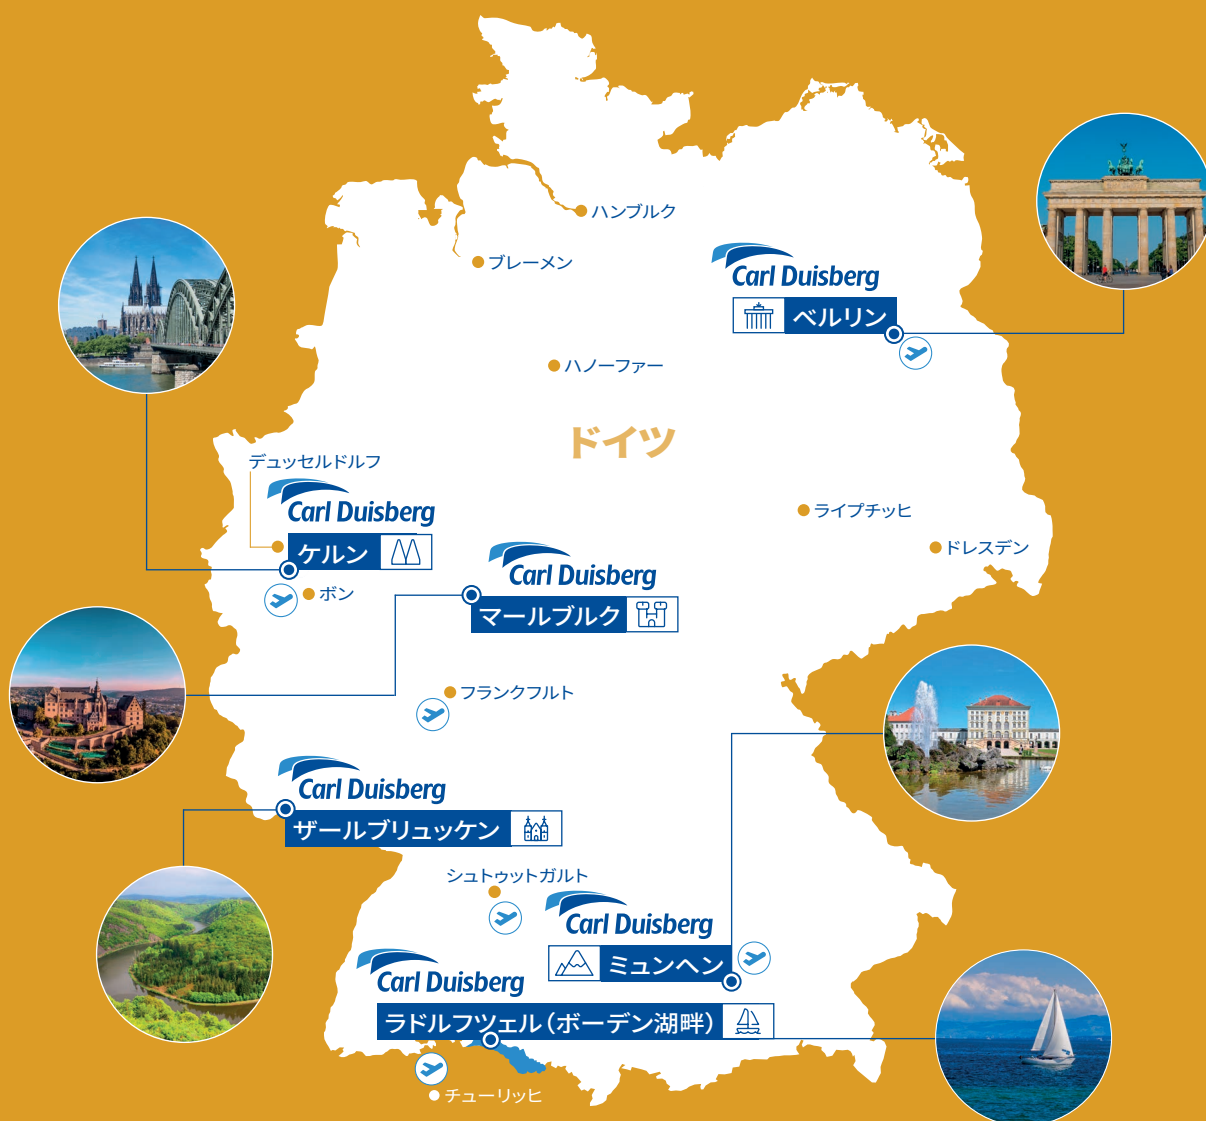 ハンブルク
ブレーメン
Carl Duisberg
ベルリン
ハノーファー
ドイツ
デュッセルドルフ
Carl Duisberg
ケルン
ライプチッヒ
ドレスデン
ボン
Carl Duisberg
マールブルク
フランクフルト
Carl Duisberg
ザールブリュッケン
シュトゥットガルト
Carl Duisberg
ミュンヘン
Carl Duisberg
ラドルフツェル（ボーデン湖畔）
チューリッヒ